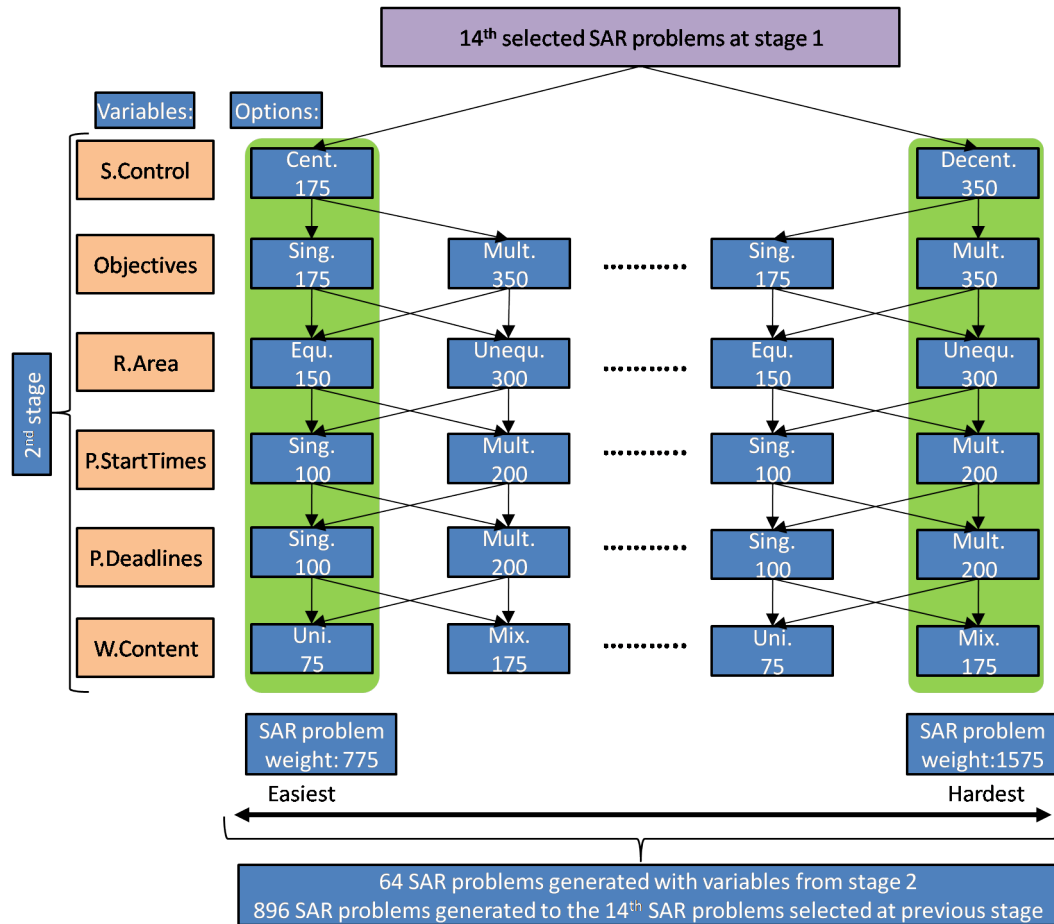 14th selected SAR problems at stage 1
Variables:
Options:
S.Control
Cent.
175
Decent.
350
Objectives
Sing.
175
Mult.
350
............
Sing.
175
Mult.
350
R.Area
Equ.
150
Unequ.
300
............
Equ.
150
Unequ.
300
2nd stage
P.StartTimes
Sing.
100
Mult.
200
............
Sing.
100
Mult.
200
P.Deadlines
Sing.
100
Mult.
200
............
Sing.
100
Mult.
200
W.Content
Uni.
75
Mix.
175
............
Uni.
75
Mix.
175
SAR problem
weight: 775
SAR problem
weight:1575
Easiest
Hardest
64 SAR problems generated with variables from stage 2
896 SAR problems generated to the 14th SAR problems selected at previous stage